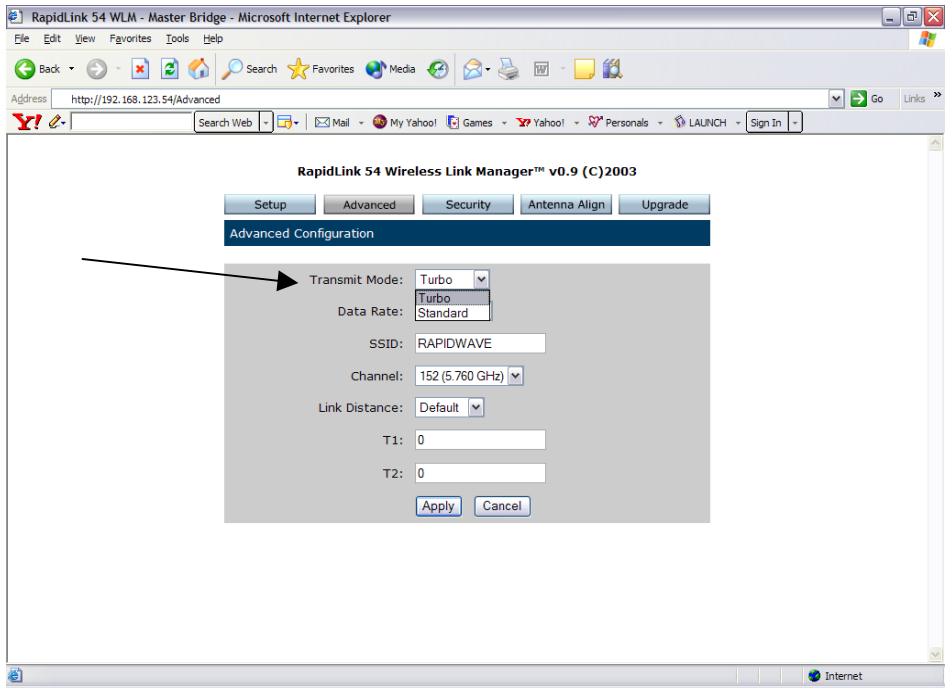 RapidLink 54 WLM - Master Bridge - Microsoft Internet Explorer
File Edit View Favorites Tools Help
Back Search Favorites Media
Address http://192.168.123.54/Advanced Go Links »
Y! Search Web Mail My Yahoo! Games Y? Yahoo! Personals LAUNCH Sign In
RapidLink 54 Wireless Link Manager™ v0.9 (C)2003
Setup Advanced Security Antenna Align Upgrade
Advanced Configuration
Transmit Mode: Turbo
Turbo
Data Rate: Standard
SSID: RAPIDWAVE
Channel: 152 (5.760 GHz)
Link Distance: Default
T1: 0
T2: 0
Apply Cancel
Internet